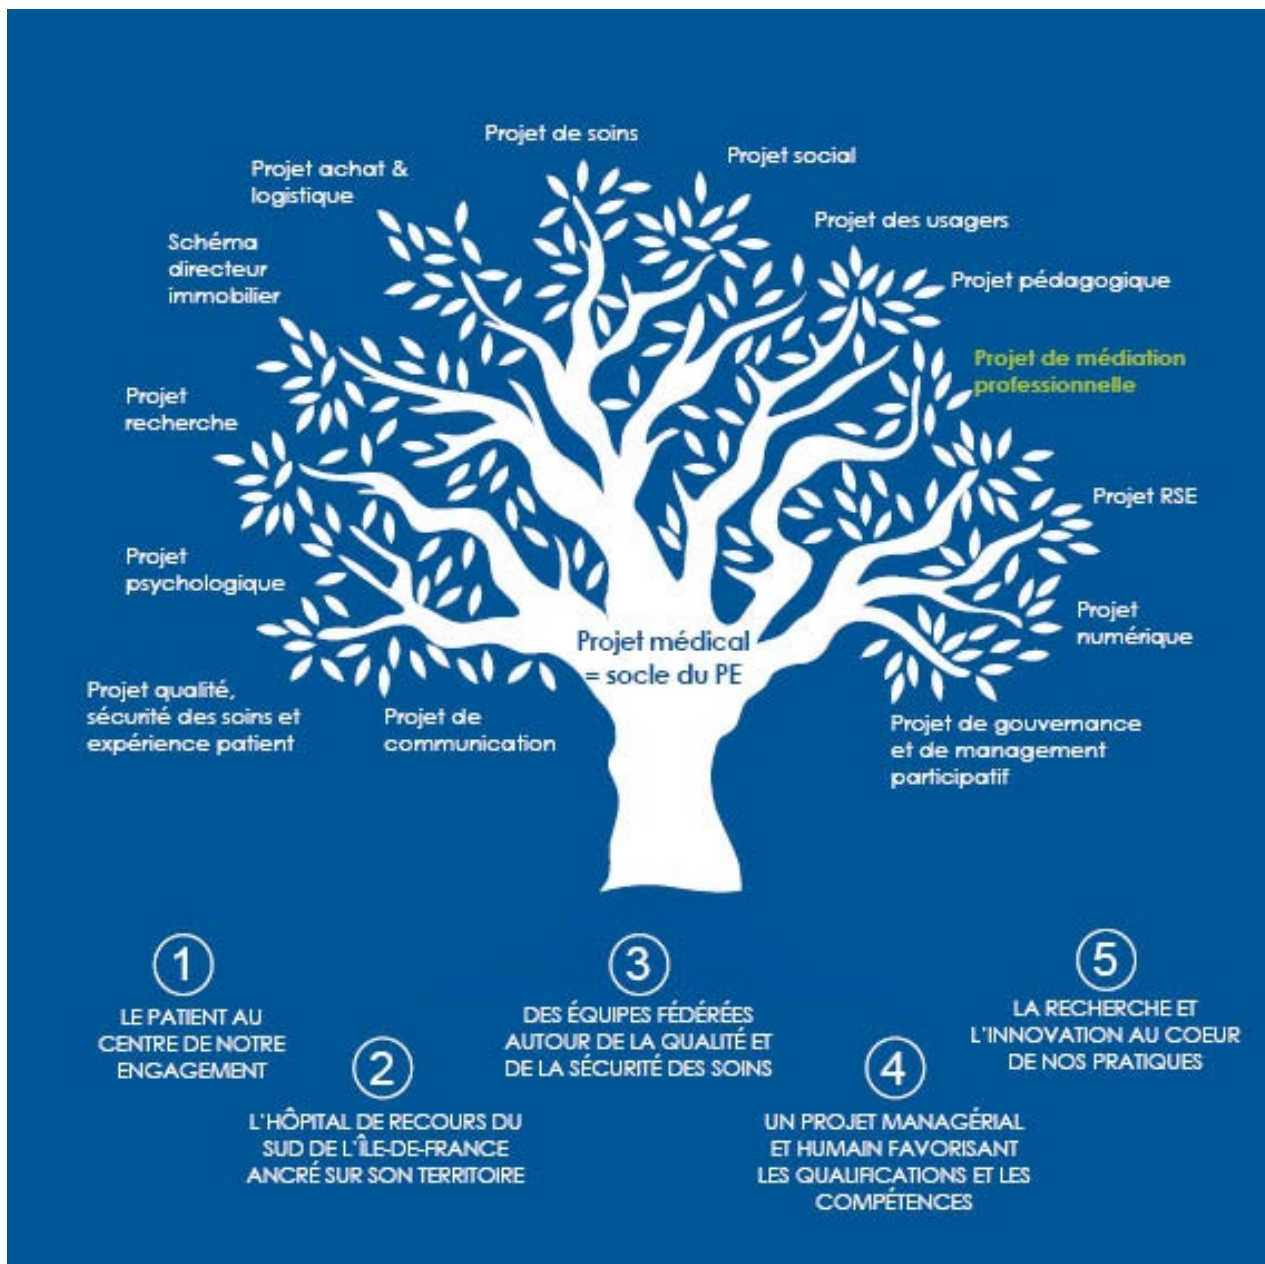 Projet de soins
Projet social
Projet achat &
logistique
Projet des usagers
Schéma
directeur
immobilier
Projet pédagogique
Projet de médiation
professionnelle
Projet
recherche
Projet RSE
Projet
psychologique
Projet
numérique
Projet médical
= socle du PE
Projet qualité,
sécurité des soins et
expérience patient
Projet de
communication
Projet de gouvernance
et de management
participatif
1
LE PATIENT AU
CENTRE DE NOTRE
ENGAGEMENT
2
L'HÔPITAL DE RECOURS DU
SUD DE L'ÎLE-DE-FRANCE
ANCRÉ SUR SON TERRITOIRE
3
DES ÉQUIPES FÉDÉRÉES
AUTOUR DE LA QUALITÉ ET
DE LA SÉCURITÉ DES SOINS
4
UN PROJET MANAGÉRIAL
ET HUMAIN FAVORISANT
LES QUALIFICATIONS ET LES
COMPÉTENCES
5
LA RECHERCHE ET
L'INNOVATION AU COEUR
DE NOS PRATIQUES